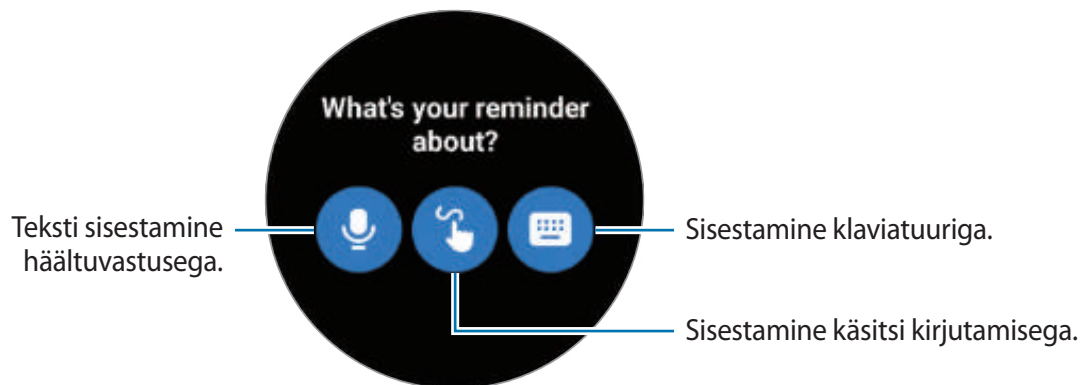 What's your reminder
about?
Teksti sisestamine
häältuvastusega.
Sisestamine klaviatuuriga.
Sisestamine käsitsi kirjutamisega.